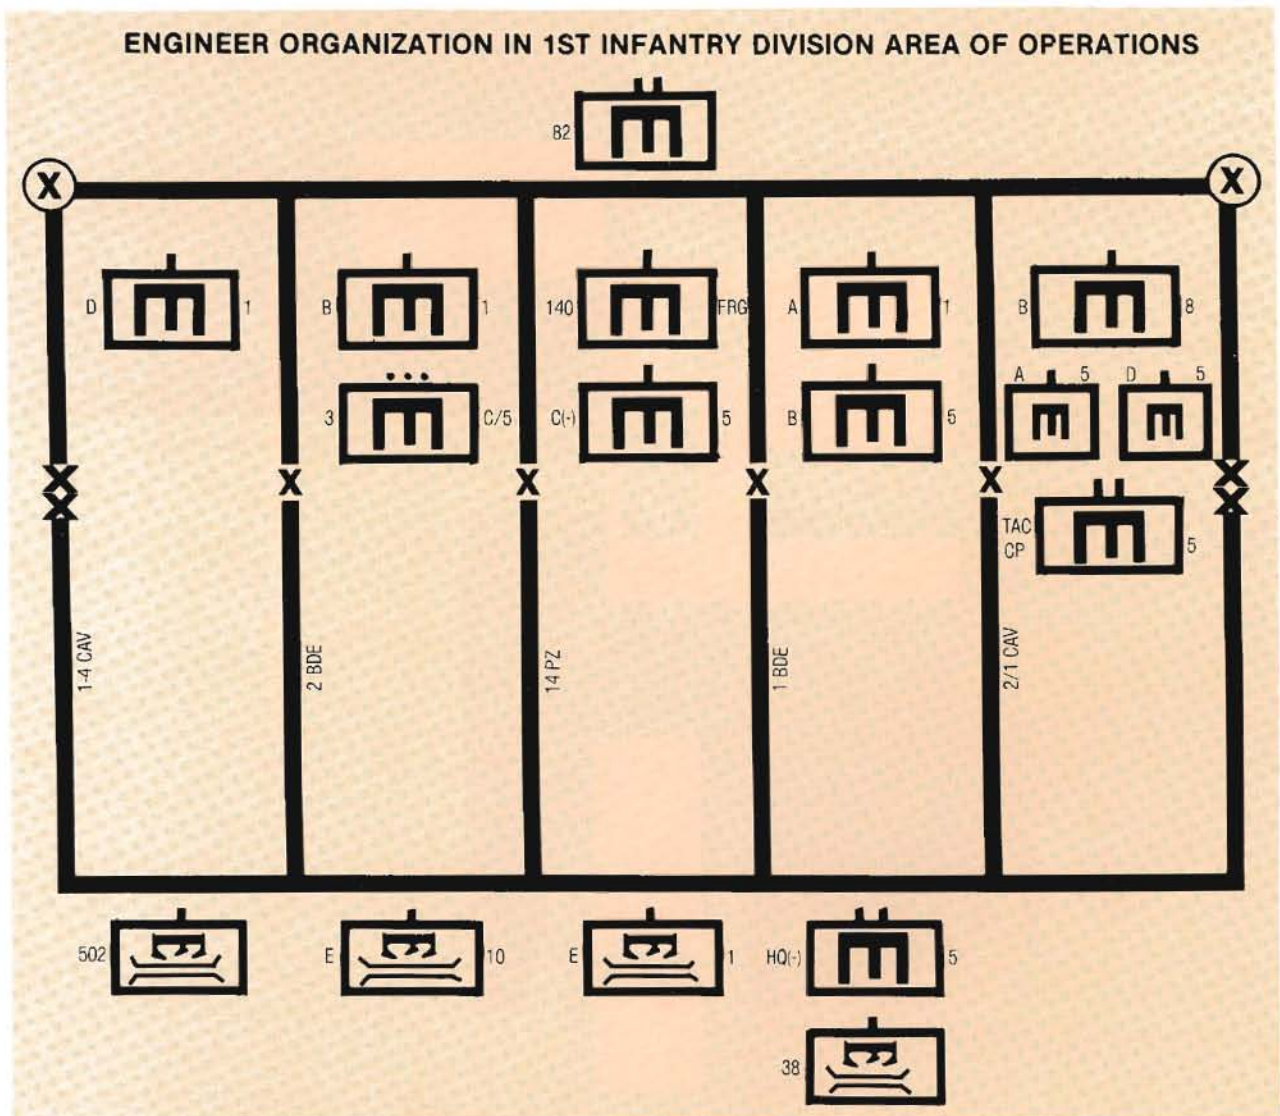 ENGINEER ORGANIZATION IN 1ST INFANTRY DIVISION AREA OF OPERATIONS
82 E
X X
D E 1
B E 1
140 E FRG
A E 1
B E 8
3 E C/5
C(-) E 5
B E 5
A 5 D 5
E E
X X X X X X
X X
TAC CP E 5
1-4 CAV
2 BDE
14 PZ
1 BDE
2/1 CAV
502 E
E E 10
E E 1
HQ(-) E 5
38 E